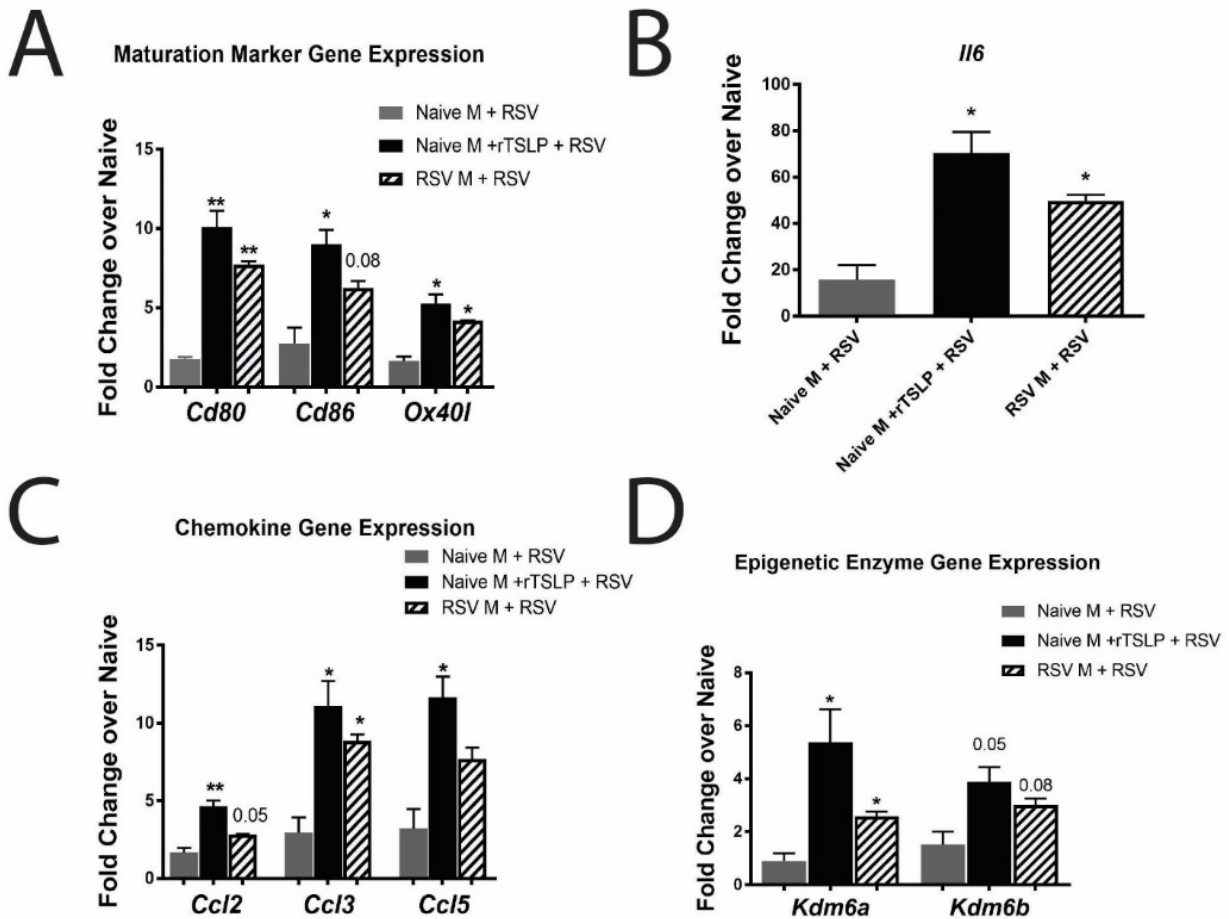 A
Maturation Marker Gene Expression
Naive M + RSV
Naive M +rTSLP + RSV
RSV M + RSV
Fold Change over Naive
15
10
5
0
**
**
*
0.08
*
*
Cd80 Cd86 Ox40l
B
Il6
Fold Change over Naive
100
80
60
40
20
0
*
*
Naive M + RSV
Naive M +rTSLP + RSV
RSV M + RSV
C
Chemokine Gene Expression
Naive M + RSV
Naive M +rTSLP + RSV
RSV M + RSV
Fold Change over Naive
15
10
5
0
**
0.05
*
*
*
Ccl2 Ccl3 Ccl5
D
Epigenetic Enzyme Gene Expression
Naive M + RSV
Naive M +rTSLP + RSV
RSV M + RSV
Fold Change over Naive
8
6
4
2
0
*
*
0.05
0.08
Kdm6a Kdm6b